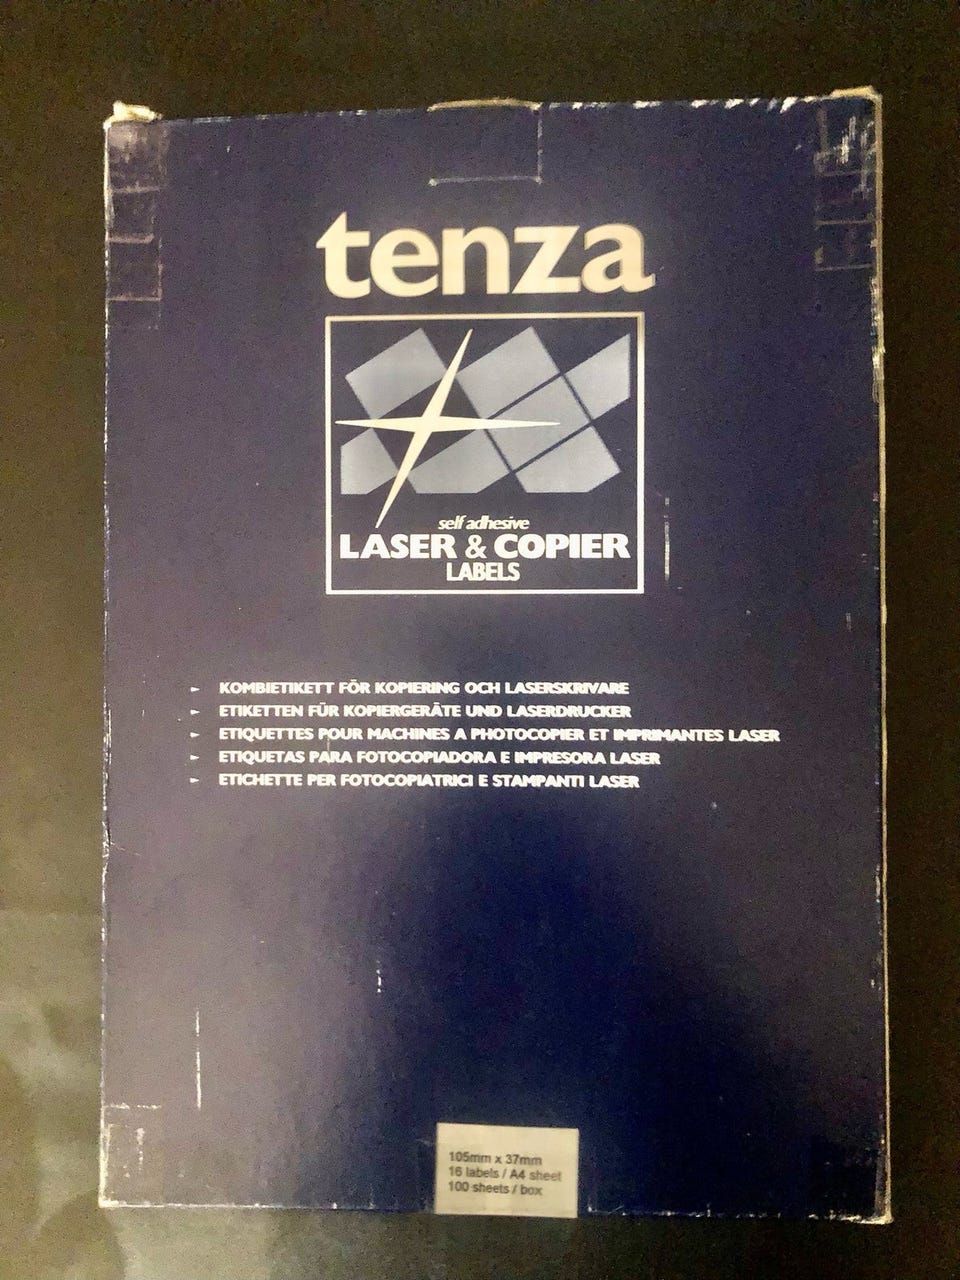 tenza
self adhesive
LASER & COPIER
LABELS
► KOMBIETIKETT FÖR KOPIERING OCH LASERSKRIVARE
► ETIKETTEN FÜR KOPIERGERÄTE UND LASERDRUCKER
► ETIQUETTES POUR MACHINES A PHOTOCOPIER ET IMPRIMANTES LASER
► ETIQUETAS PARA FOTOCOPIADORA E IMPRESORA LASER
► ETICHETTE PER FOTOCOPIATRICI E STAMPANTI LASER
105mm x 37mm
16 labels / A4 sheet
100 sheets / box